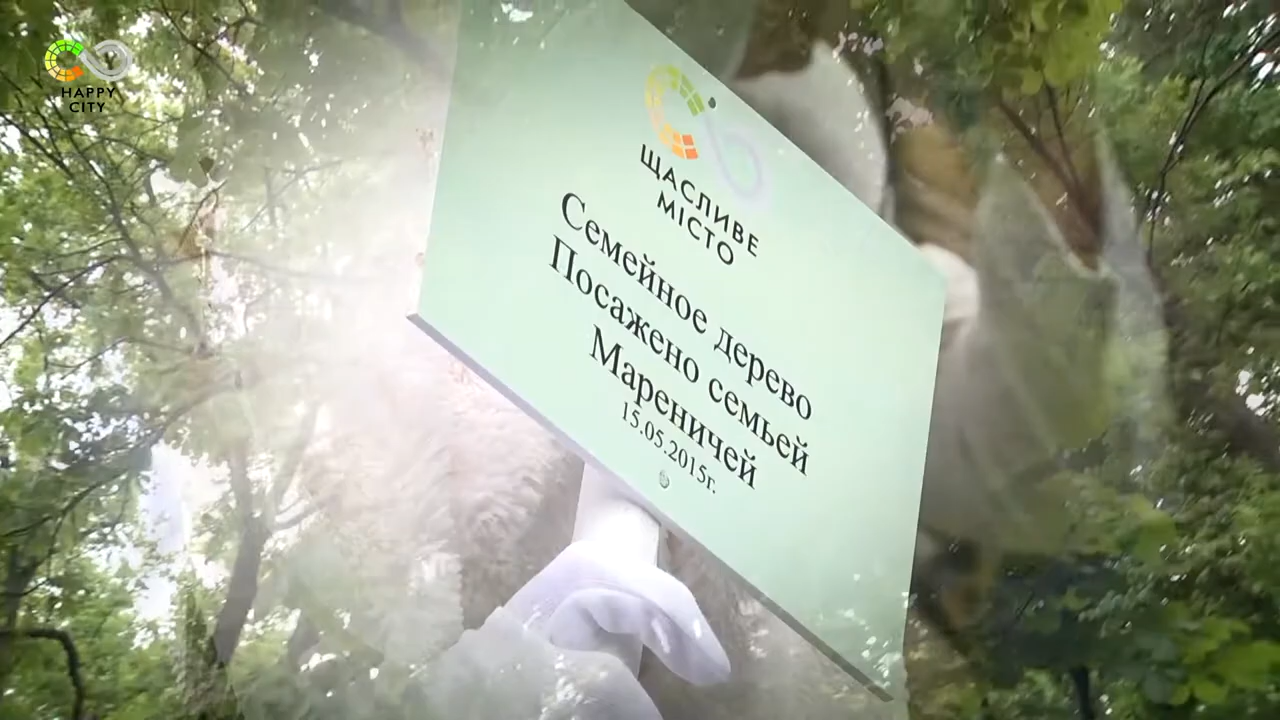 HAPPY
CITY
ЩАСЛИВЕ
МІСТО
Семейное дерево
Посажено семьей
Мареничей
15.05.2015г.